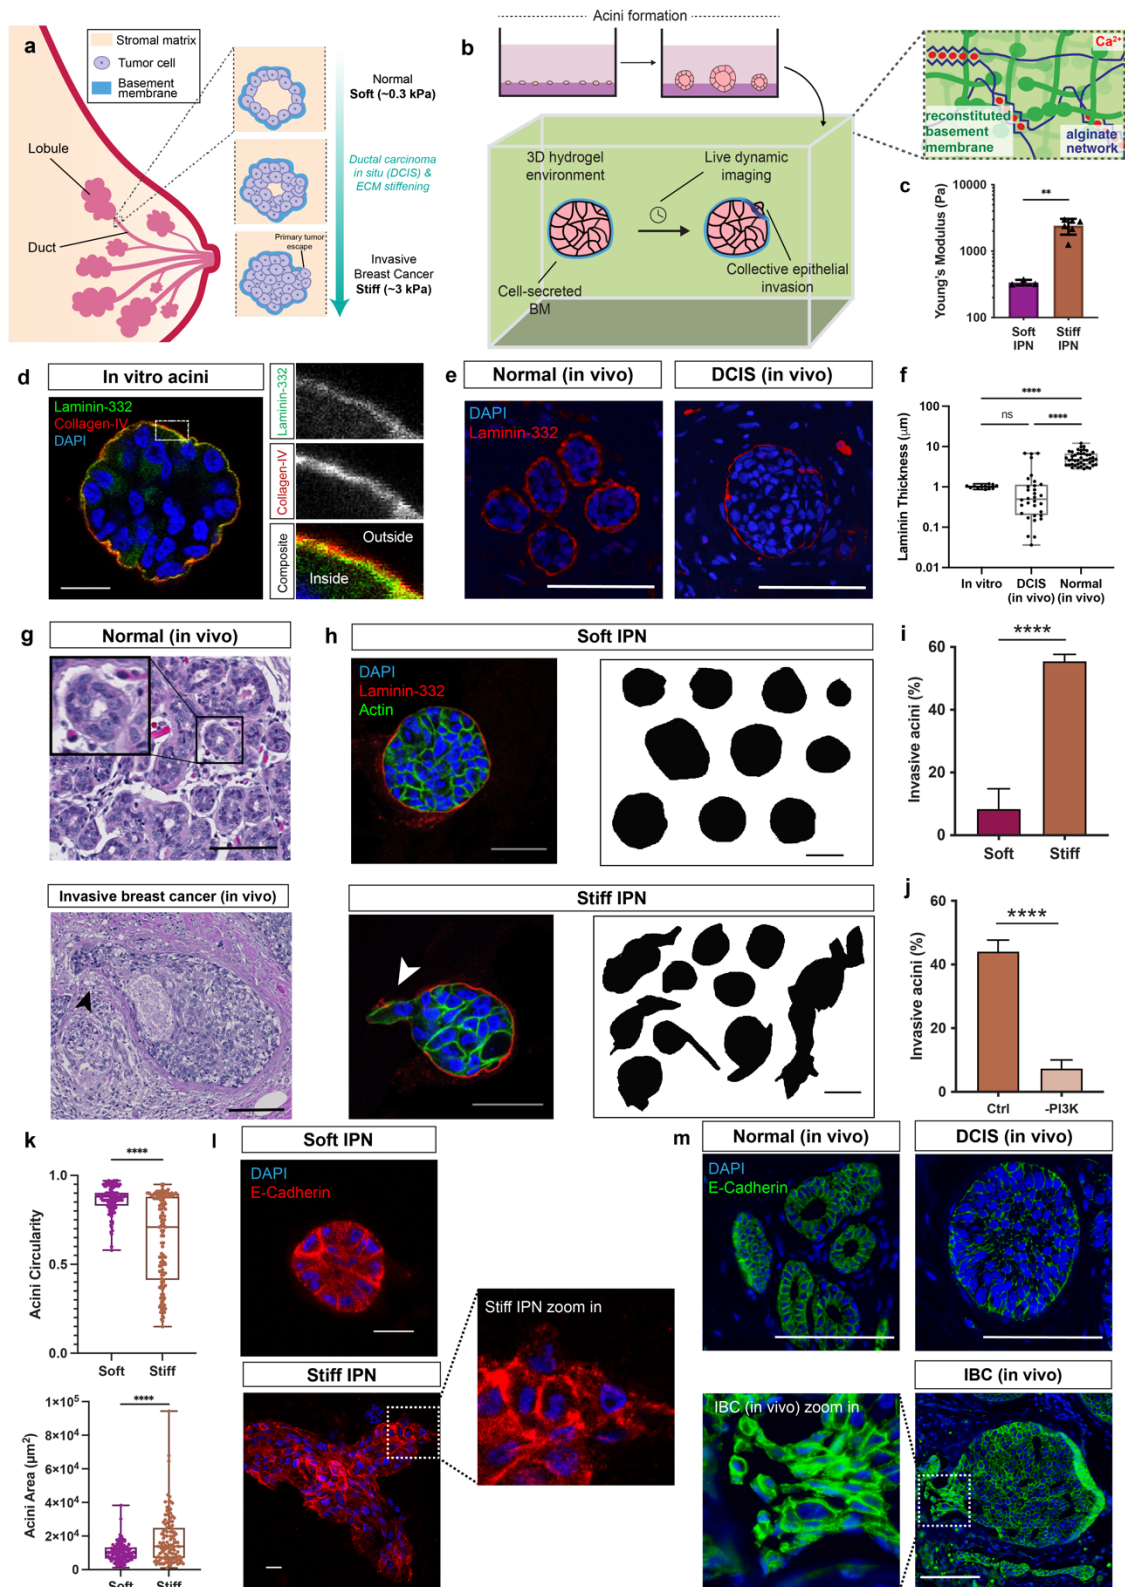 a
Stromal matrix
Tumor cell
Basement
membrane
Lobule
Duct
Normal
Soft (~0.3 kPa)
Ductal carcinoma
in situ (DCIS) &
ECM stiffening
Primary tumor
escape
Invasive
Breast Cancer
Stiff (~3 kPa)
b
Acini formation
3D hydrogel
environment
Live dynamic
imaging
Cell-secreted
BM
Collective epithelial
invasion
Ca²⁺
reconstituted
basement
membrane
alginate
network
c
Young's Modulus (Pa)
10000
1000
100
**
Soft
IPN
Stiff
IPN
d
In vitro acini
Laminin-332
Collagen-IV
DAPI
Laminin-332
Collagen-IV
Composite
Outside
Inside
e
Normal (in vivo)
DCIS (in vivo)
DAPI
Laminin-332
f
Laminin Thickness (μm)
100
10
1
0.1
0.01
****
ns
****
In vitro
DCIS
(in vivo)
Normal
(in vivo)
g
Normal (in vivo)
Invasive breast cancer (in vivo)
h
Soft IPN
DAPI
Laminin-332
Actin
Stiff IPN
i
Invasive acini (%)
60
40
20
0
****
Soft
Stiff
j
Invasive acini (%)
60
40
20
0
****
Ctrl
-PI3K
k
Acini Circularity
1.0
0.5
0.0
****
Soft
Stiff
Acini Area (μm²)
1×10⁵
8×10⁴
6×10⁴
4×10⁴
2×10⁴
0
****
Soft
Stiff
l
Soft IPN
DAPI
E-Cadherin
Stiff IPN
Stiff IPN zoom in
m
Normal (in vivo)
DCIS (in vivo)
DAPI
E-Cadherin
IBC (in vivo)
IBC (in vivo) zoom in